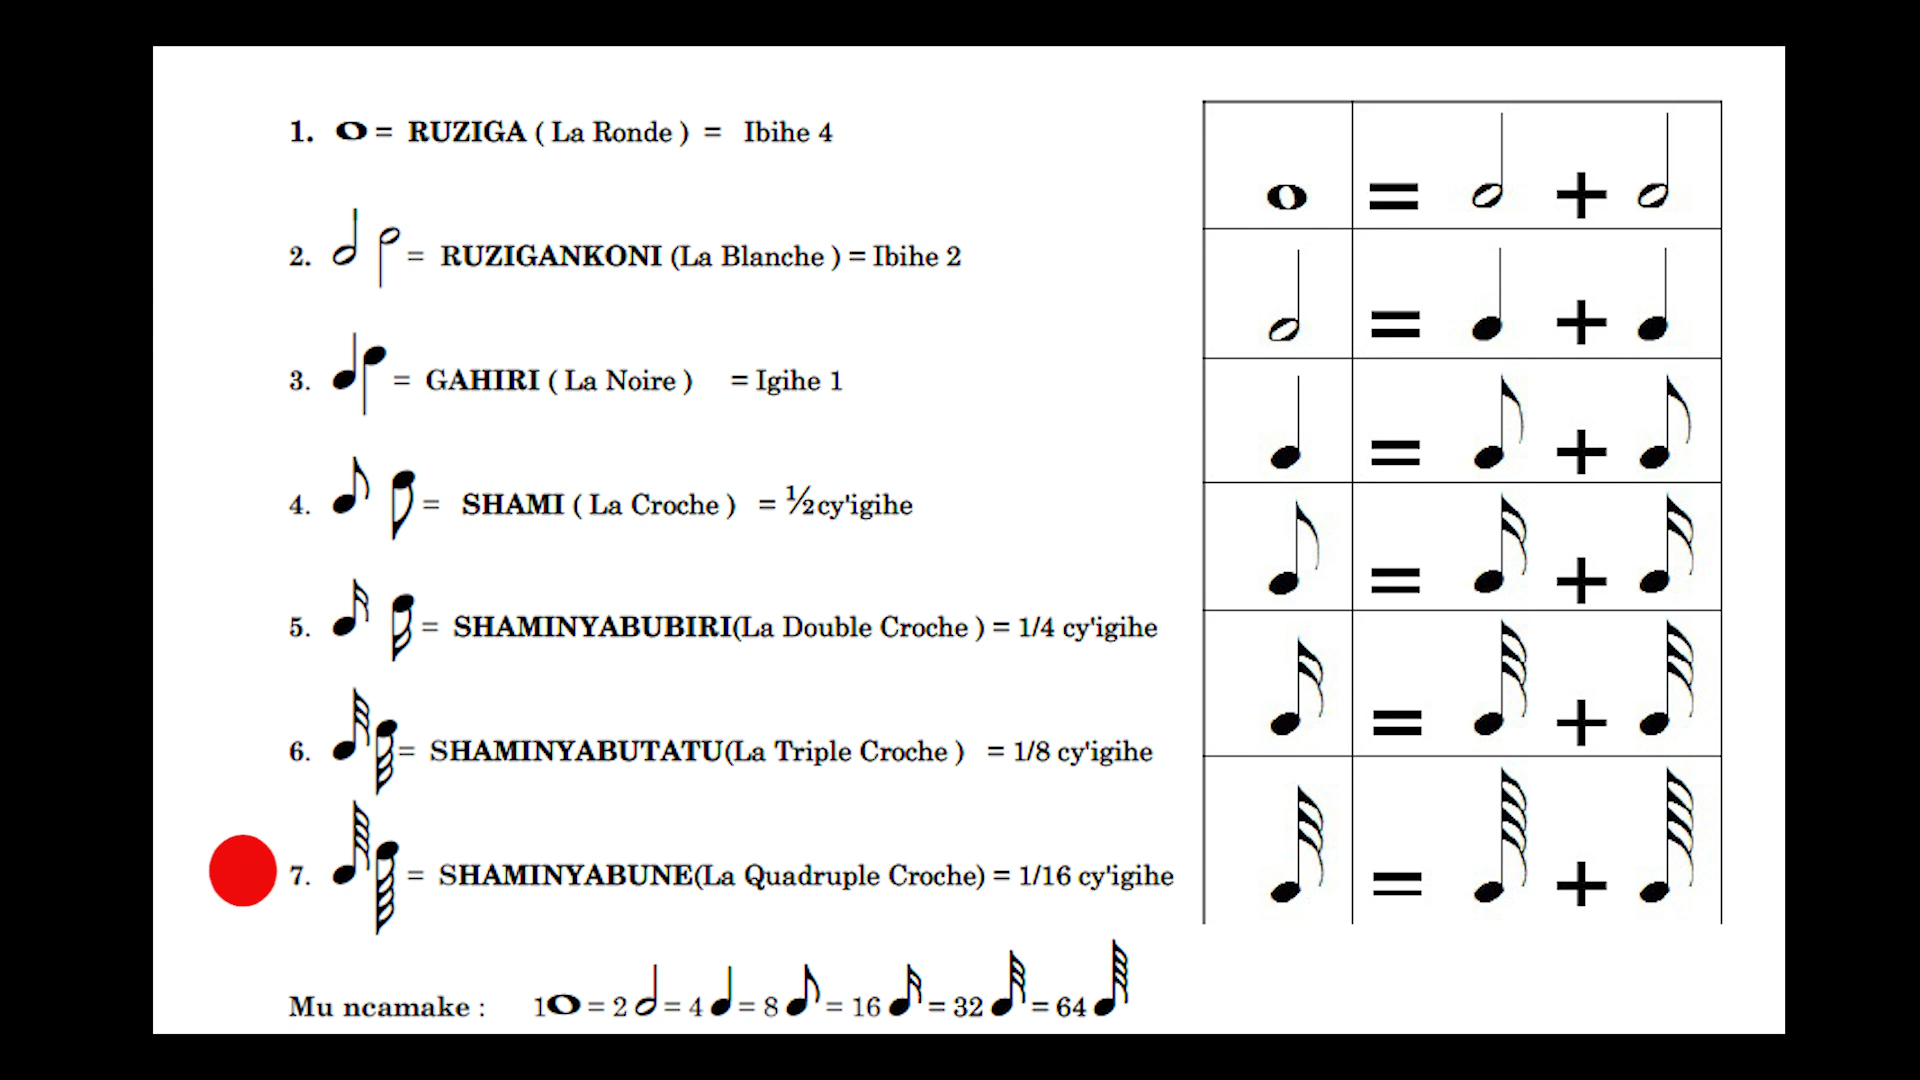 1. 𝅝 = RUZIGA ( La Ronde ) = Ibihe 4
2. = RUZIGANKONI (La Blanche ) = Ibihe 2
3. = GAHIRI ( La Noire ) = Igihe 1
4. = SHAMI ( La Croche ) = ½cy'igihe
5. = SHAMINYABUBIRI(La Double Croche ) = 1/4 cy'igihe
6. = SHAMINYABUTATU(La Triple Croche ) = 1/8 cy'igihe
7. = SHAMINYABUNE(La Quadruple Croche) = 1/16 cy'igihe
Mu ncamake : 1 = 2 = 4 = 8 = 16 = 32 = 64
= +
= +
= +
= +
= +
= +